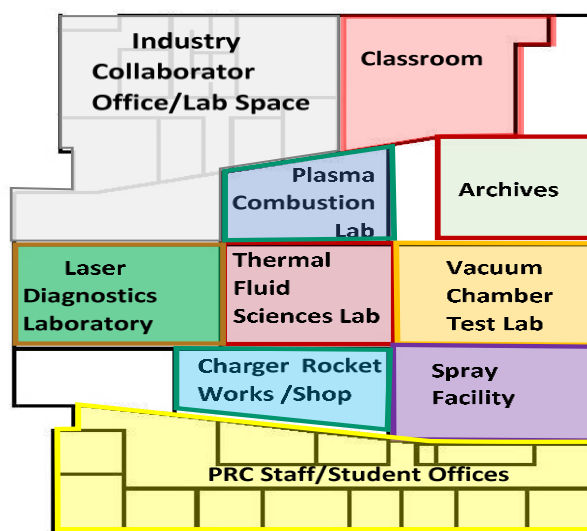 Industry
Collaborator
Office/Lab Space
Classroom
Plasma
Combustion
Lab
Archives
Laser
Diagnostics
Laboratory
Thermal
Fluid
Sciences Lab
Vacuum
Chamber
Test Lab
Charger Rocket
Works /Shop
Spray
Facility
PRC Staff/Student Offices